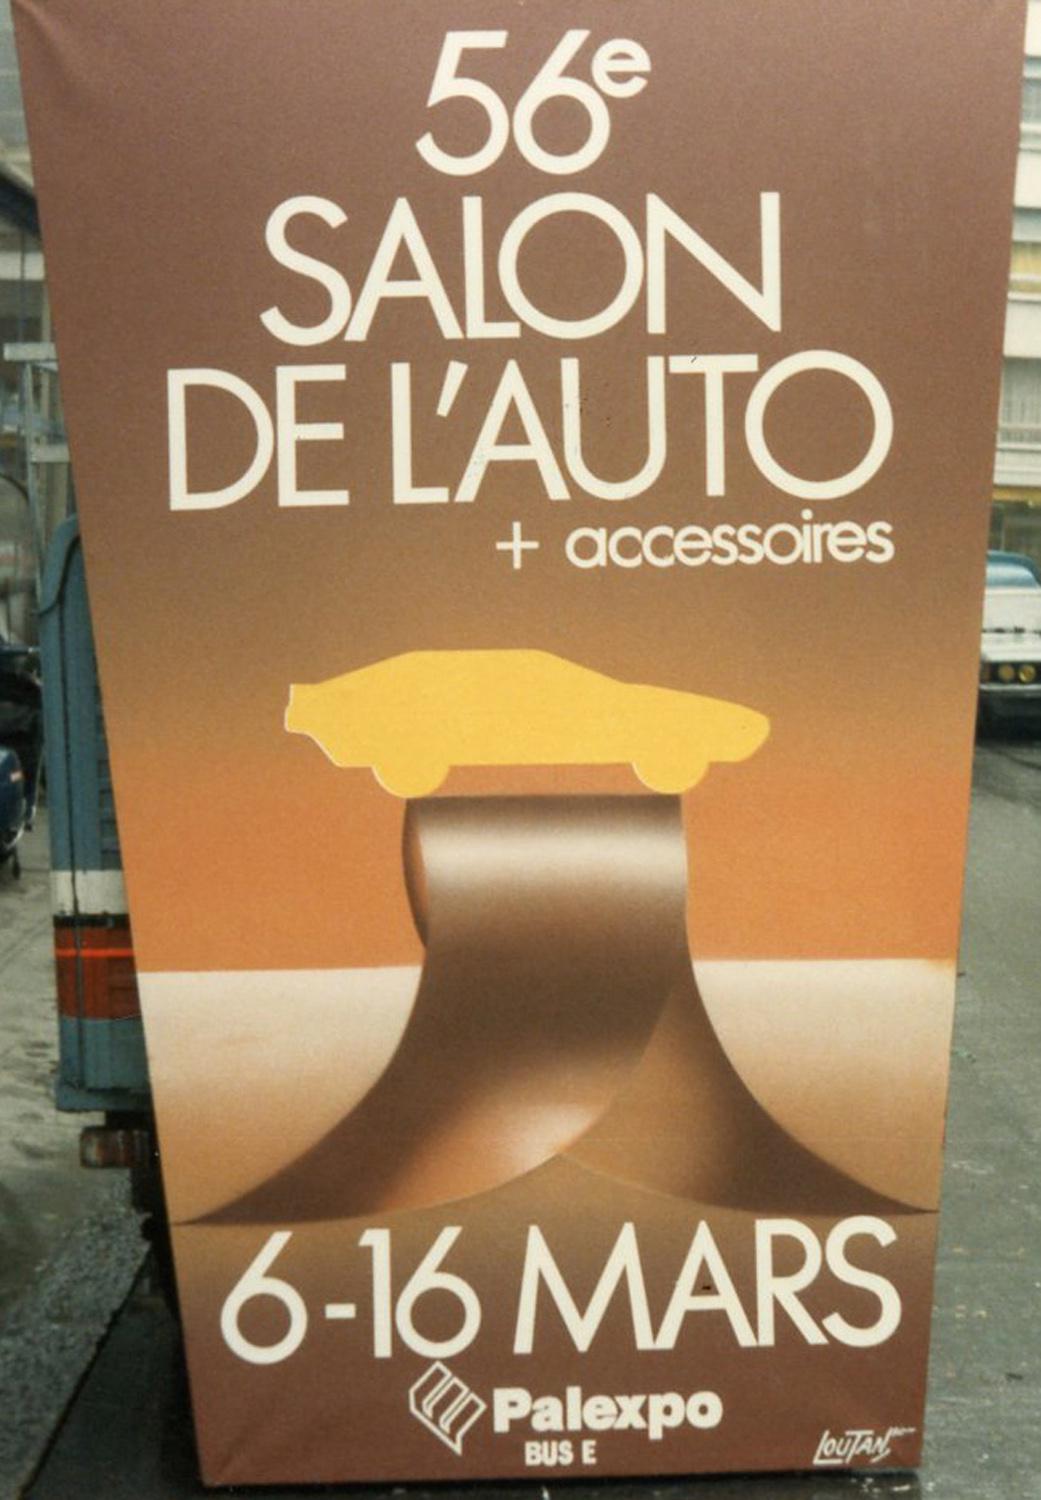 56e
SALON
DE L'AUTO
+ accessoires
6-16 MARS
Palexpo
BUS E
LOUTAN